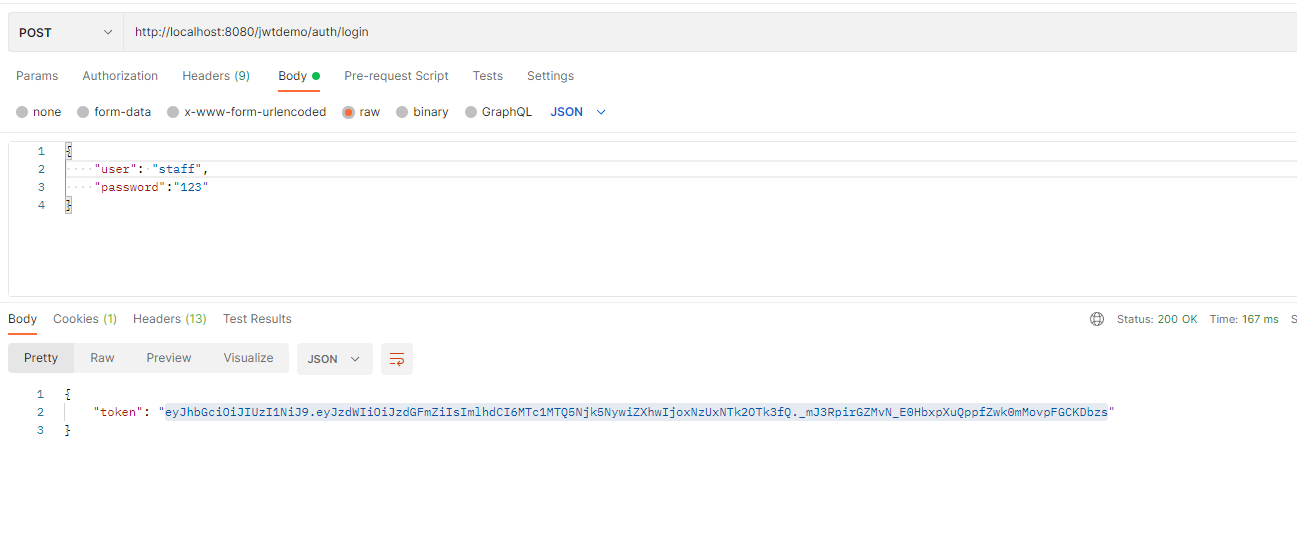 POST http://localhost:8080/jwtdemo/auth/login
Params Authorization Headers (9) Body Pre-request Script Tests Settings
none form-data x-www-form-urlencoded raw binary GraphQL JSON
1 {
2 "user": "staff",
3 "password":"123"
4 }
Body Cookies (1) Headers (13) Test Results Status: 200 OK Time: 167 ms S
Pretty Raw Preview Visualize JSON
1 {
2 "token": "eyJhbGciOiJIUzI1NiJ9.eyJzdWIiOiJzdGFmZiIsImlhdCI6MTc1MTQ5Njk5NywiZXhwIjoxNzUxNTk2OTk3fQ._mJ3RpirGZMvN_E0HbxpXuQppfZwk0mMovpFGCKDbzs"
3 }